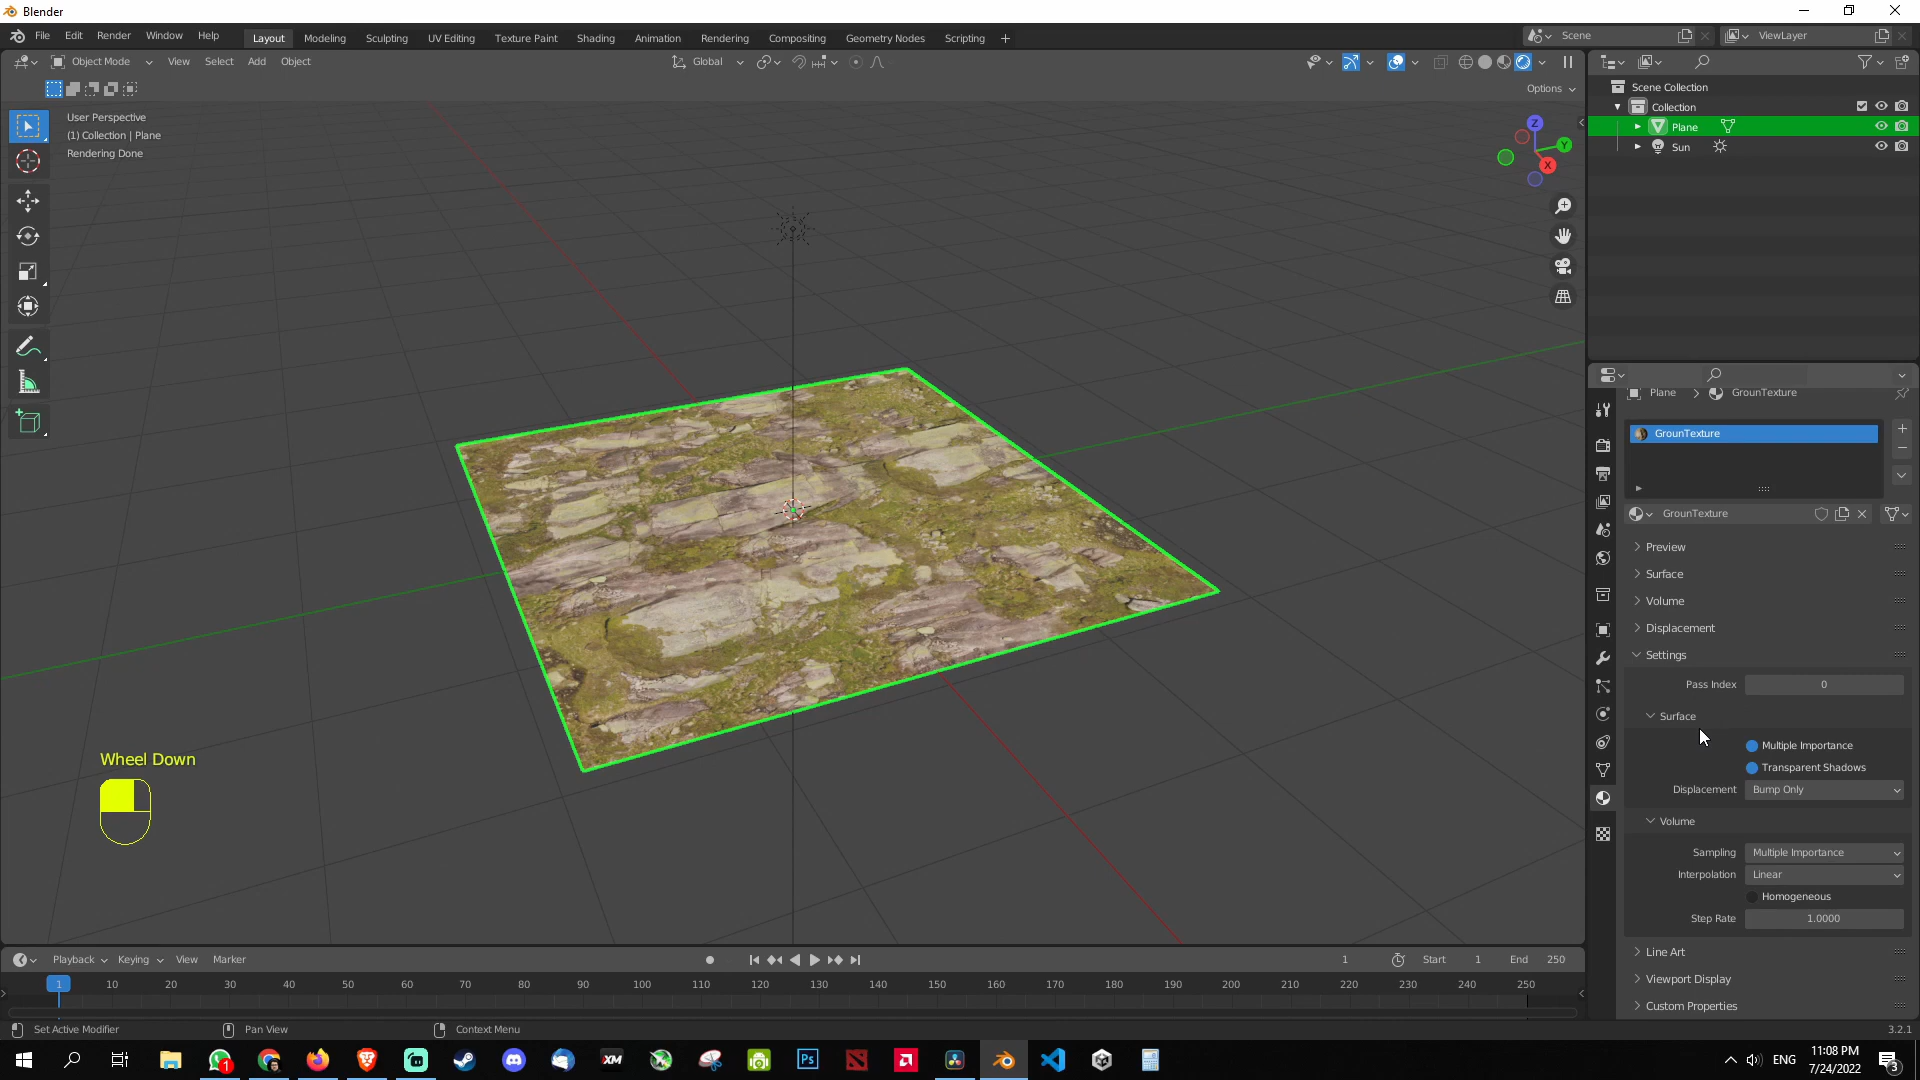 Blender
File Edit Render Window Help
Layout Modeling Sculpting UV Editing Texture Paint Shading Animation Rendering Compositing Geometry Nodes Scripting +
Scene
ViewLayer
Object Mode View Select Add Object
Global
Options
User Perspective
(1) Collection | Plane
Rendering Done
Z
Y
X
Scene Collection
Collection
Plane
Sun
Plane > GrounTexture
GrounTexture
GrounTexture
Preview
Surface
Volume
Displacement
Settings
Pass Index 0
Surface
Multiple Importance
Transparent Shadows
Displacement Bump Only
Volume
Sampling Multiple Importance
Interpolation Linear
Homogeneous
Step Rate 1.0000
Line Art
Viewport Display
Custom Properties
Wheel Down
Playback Keying View Marker
1 Start 1 End 250
1 10 20 30 40 50 60 70 80 90 100 110 120 130 140 150 160 170 180 190 200 210 220 230 240 250
Set Active Modifier Pan View Context Menu
3.2.1
1
XM
Ps
ENG
11:08 PM
7/24/2022
3